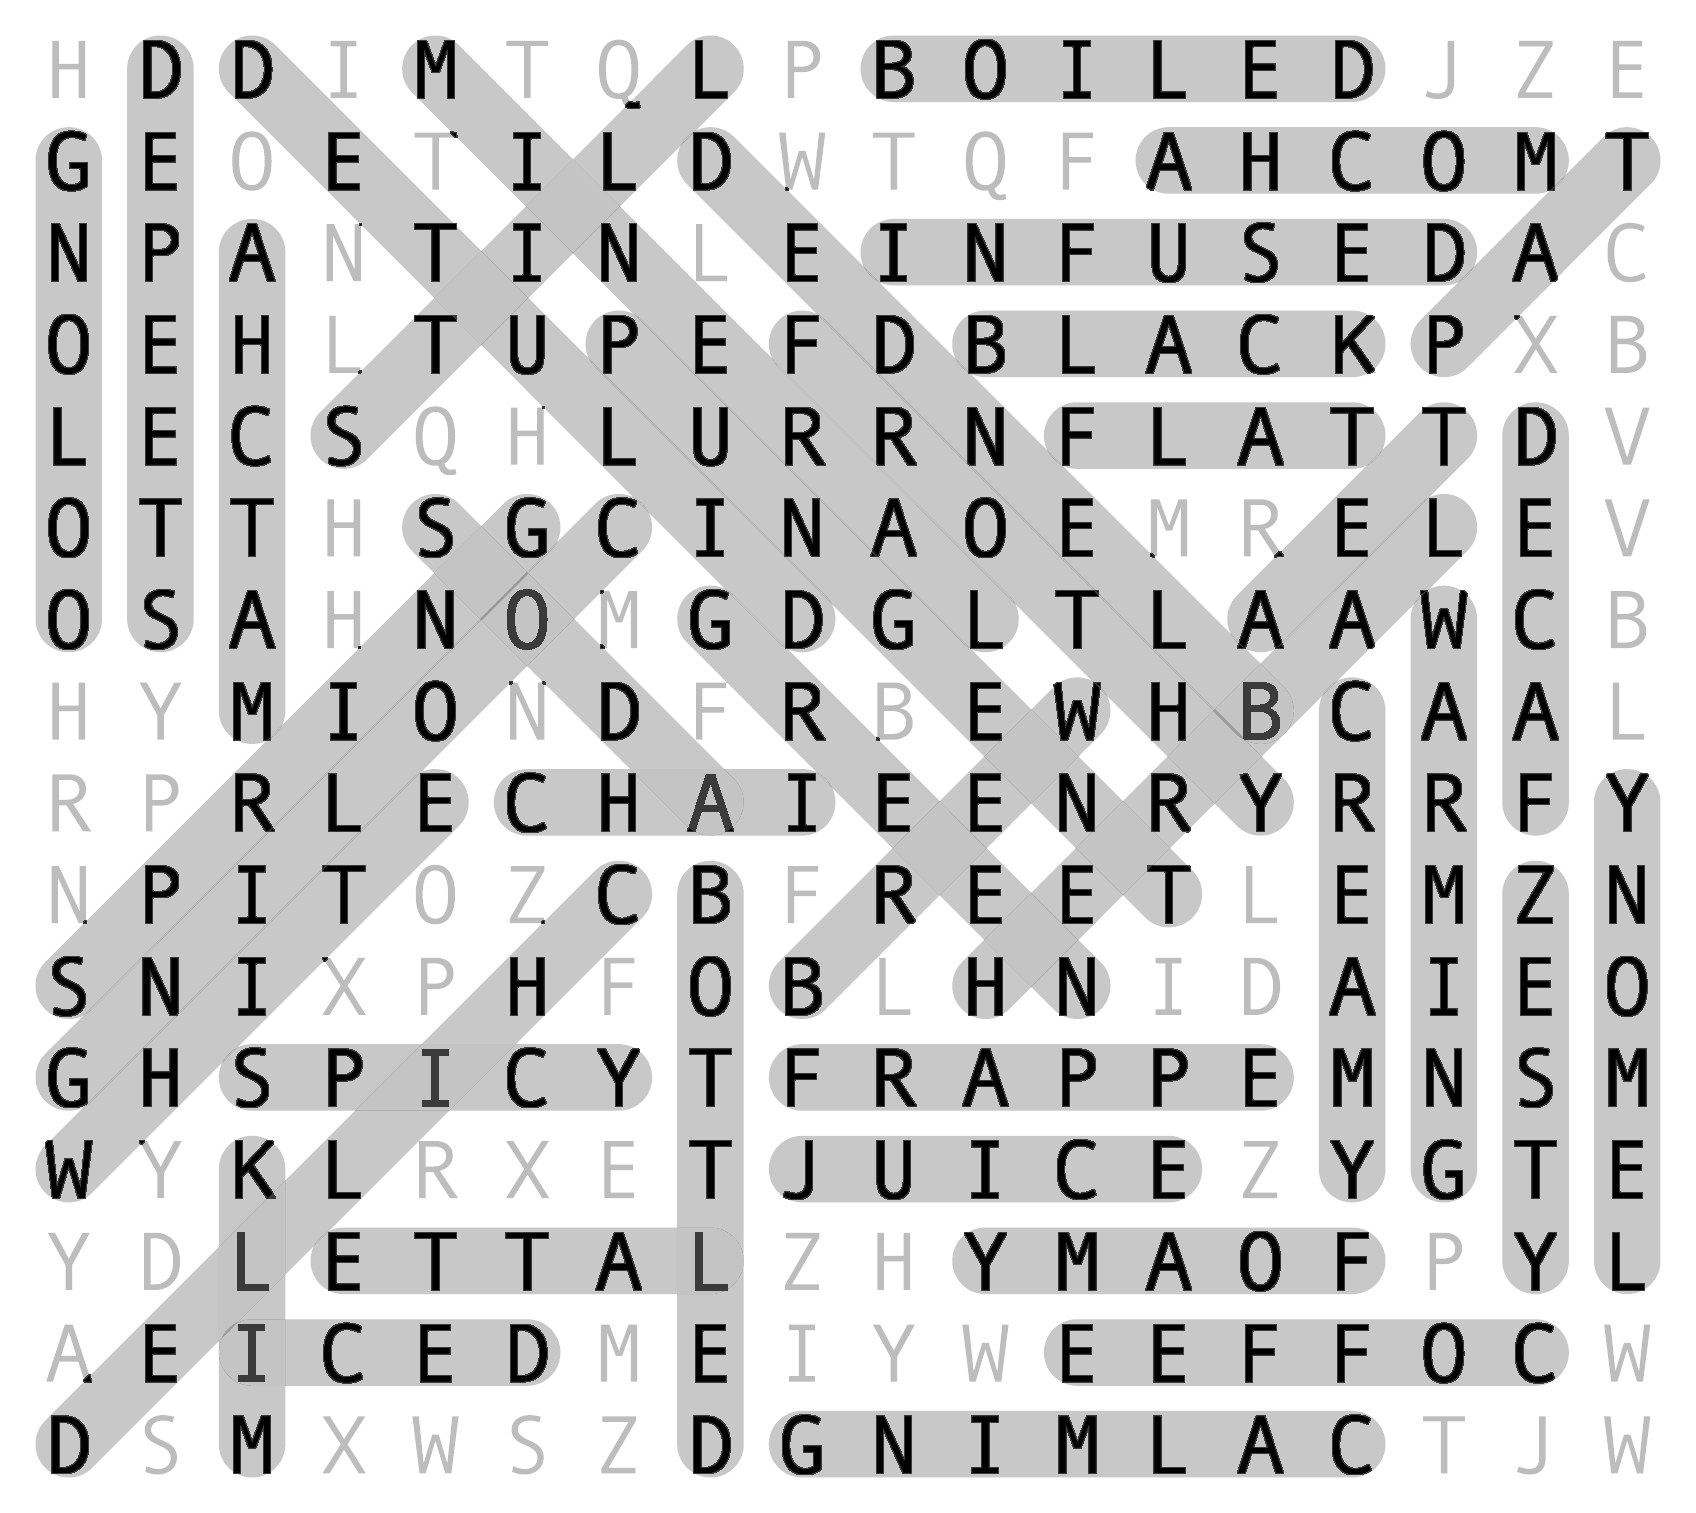 H D D I M T Q L P B O I L E D J Z E
G E O E T I L D W T Q F A H C O M T
N P A N T I N L E I N F U S E D A C
O E H L T U P E F D B L A C K P X B
L E C S Q H L U R R N F L A T T D V
O T T H S G C I N A O E M R E L E V
O S A H N O M G D G L T L A A W C B
H Y M I O N D F R B E W H B C A A L
R P R L E C H A I E E N R Y R R F Y
N P I T O Z C B F R E E T L E M Z N
S N I X P H F O B L H N I D A I E O
G H S P I C Y T F R A P P E M N S M
W Y K L R X E T J U I C E Z Y G T E
Y D L E T T A L Z H Y M A O F P Y L
A E I C E D M E I Y W E E F F O C W
D S M X W S Z D G N I M L A C T J W